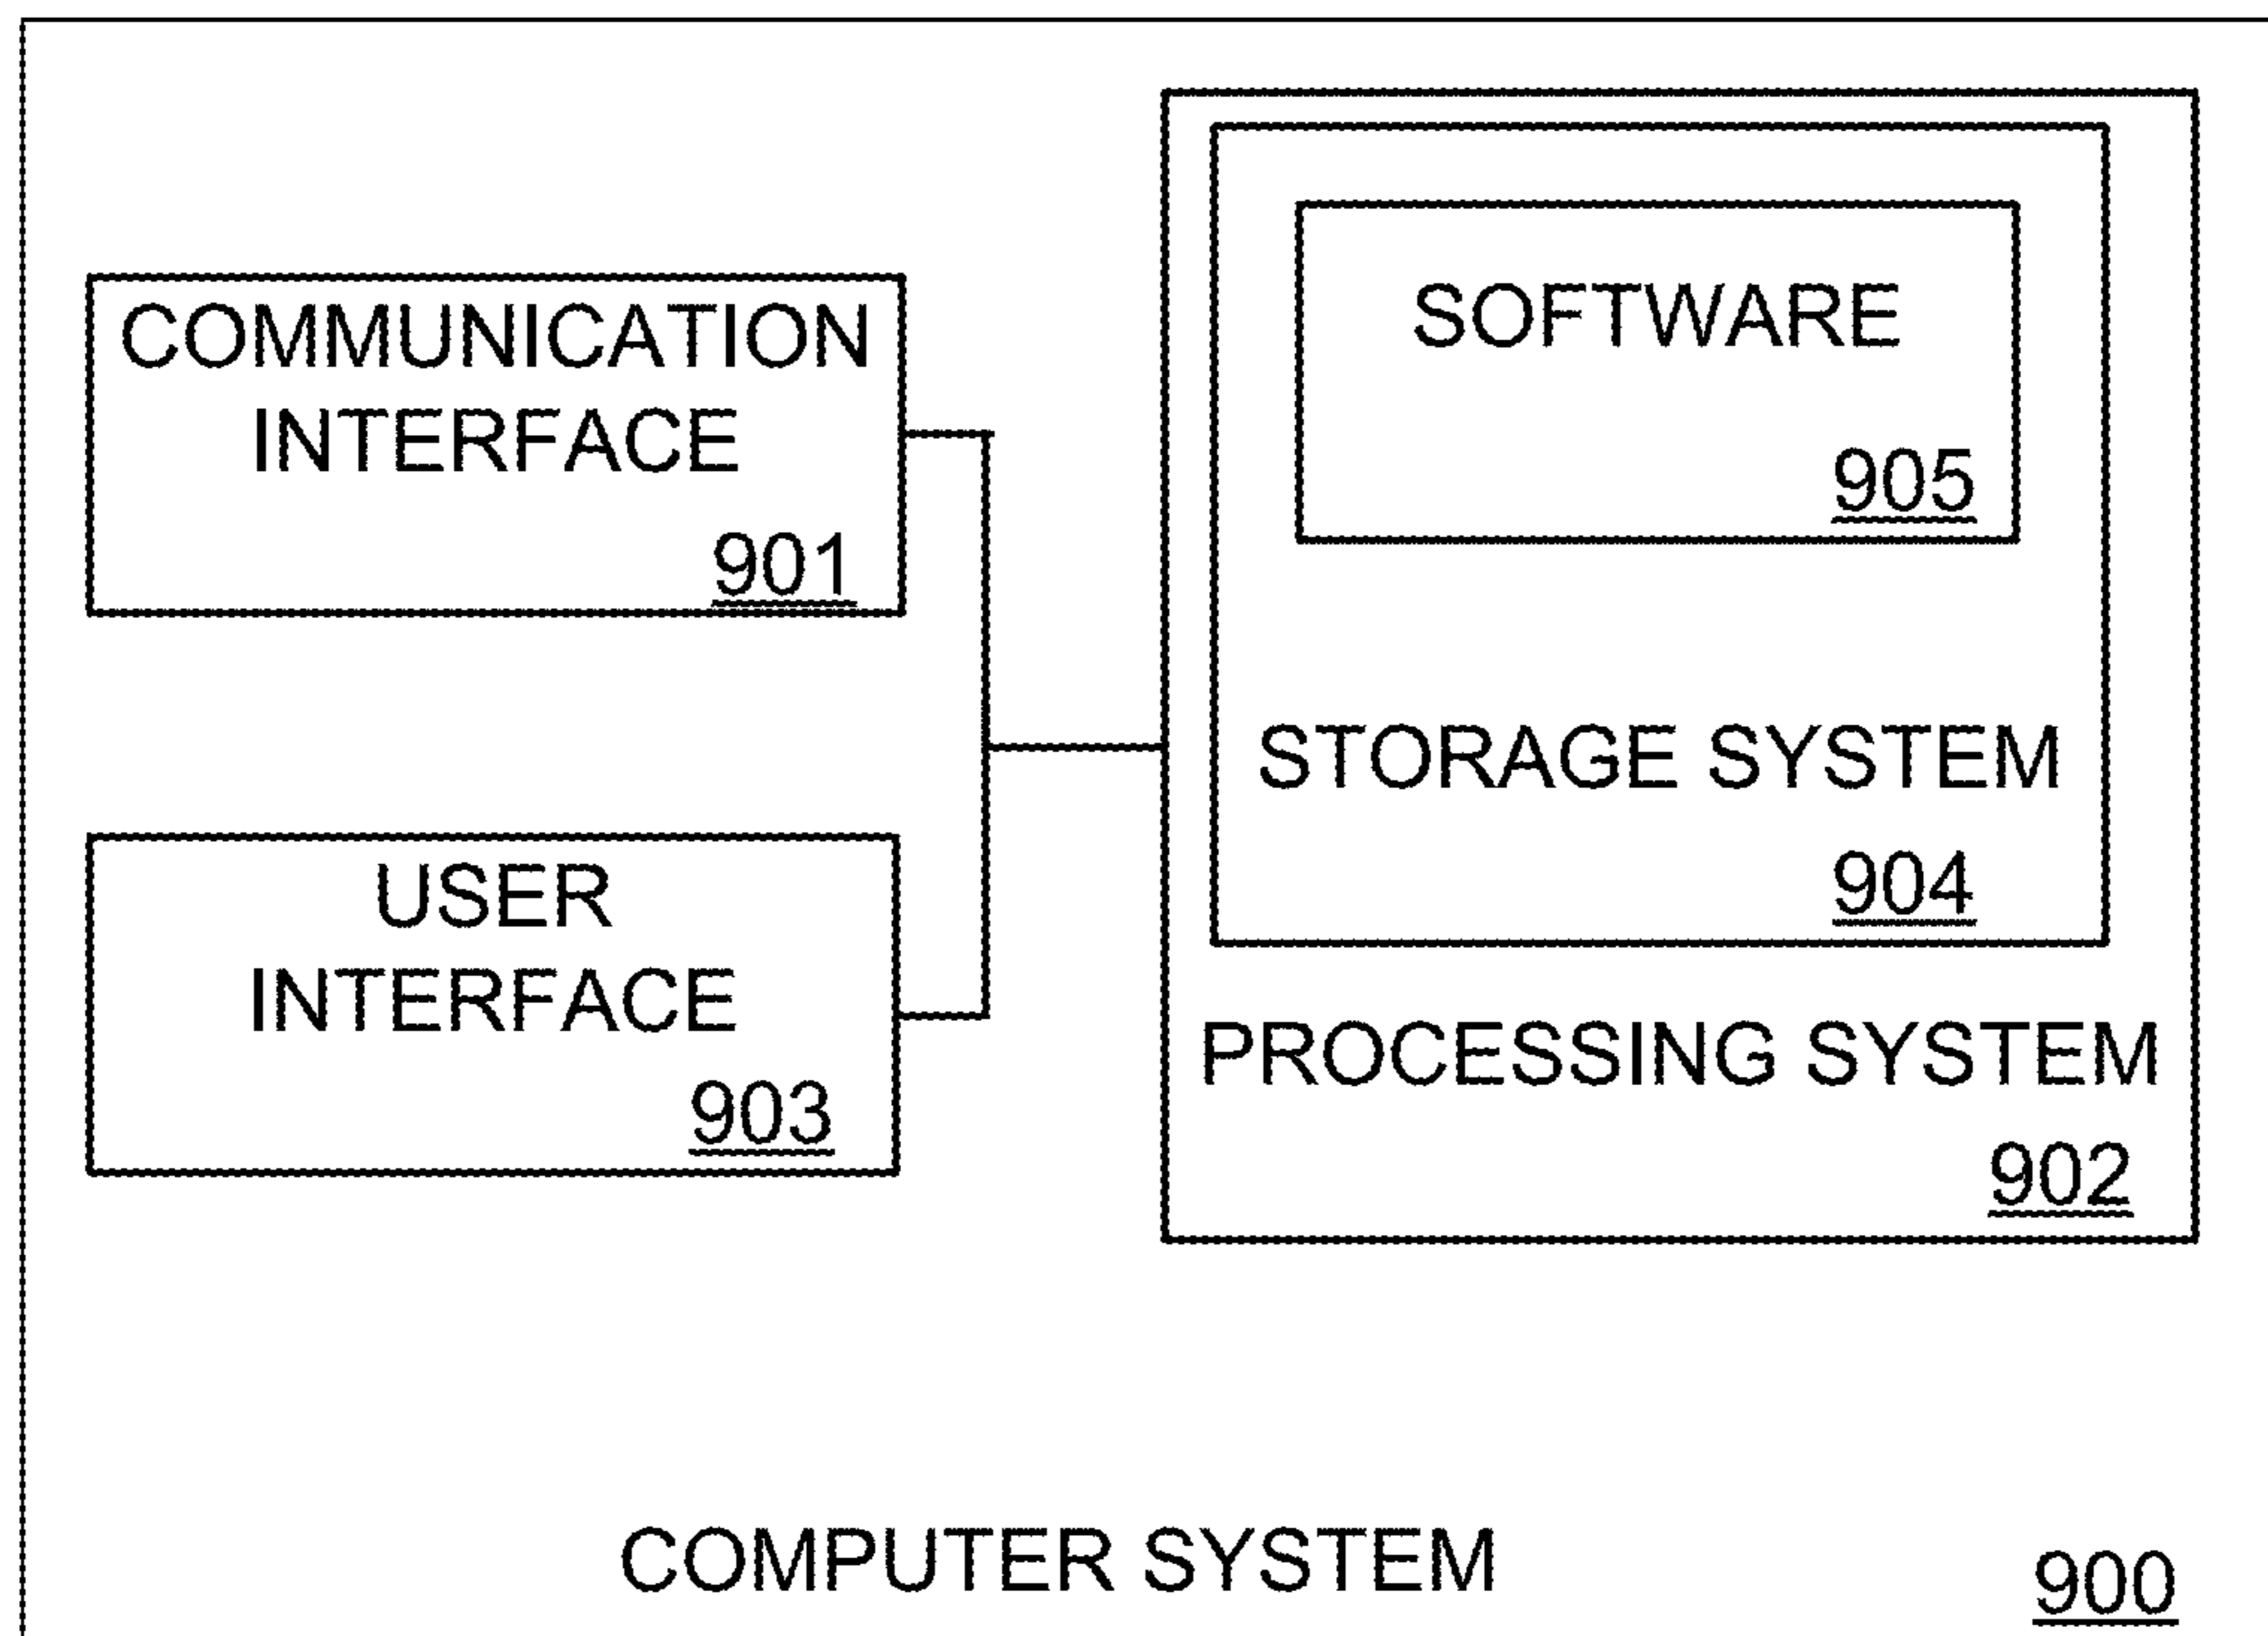 COMMUNICATION
INTERFACE
901
USER
INTERFACE
903
SOFTWARE
905
STORAGE SYSTEM
904
PROCESSING SYSTEM
902
COMPUTER SYSTEM
900